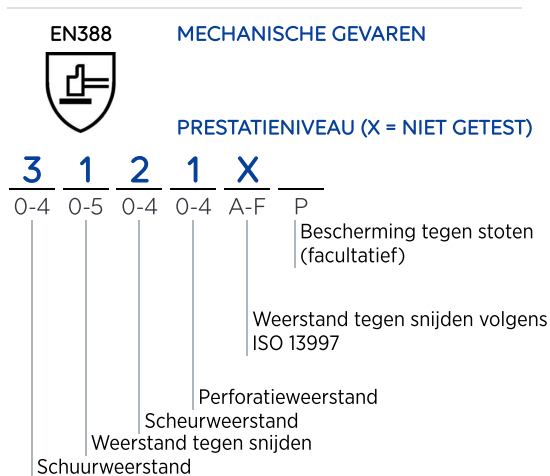 EN388 MECHANISCHE GEVAREN
PRESTATIENIVEAU (X = NIET GETEST)
3 1 2 1 X
0-4 0-5 0-4 0-4 A-F P
Bescherming tegen stoten
(facultatief)
Weerstand tegen snijden volgens
ISO 13997
Perforatieweerstand
Scheurweerstand
Weerstand tegen snijden
Schuurweerstand